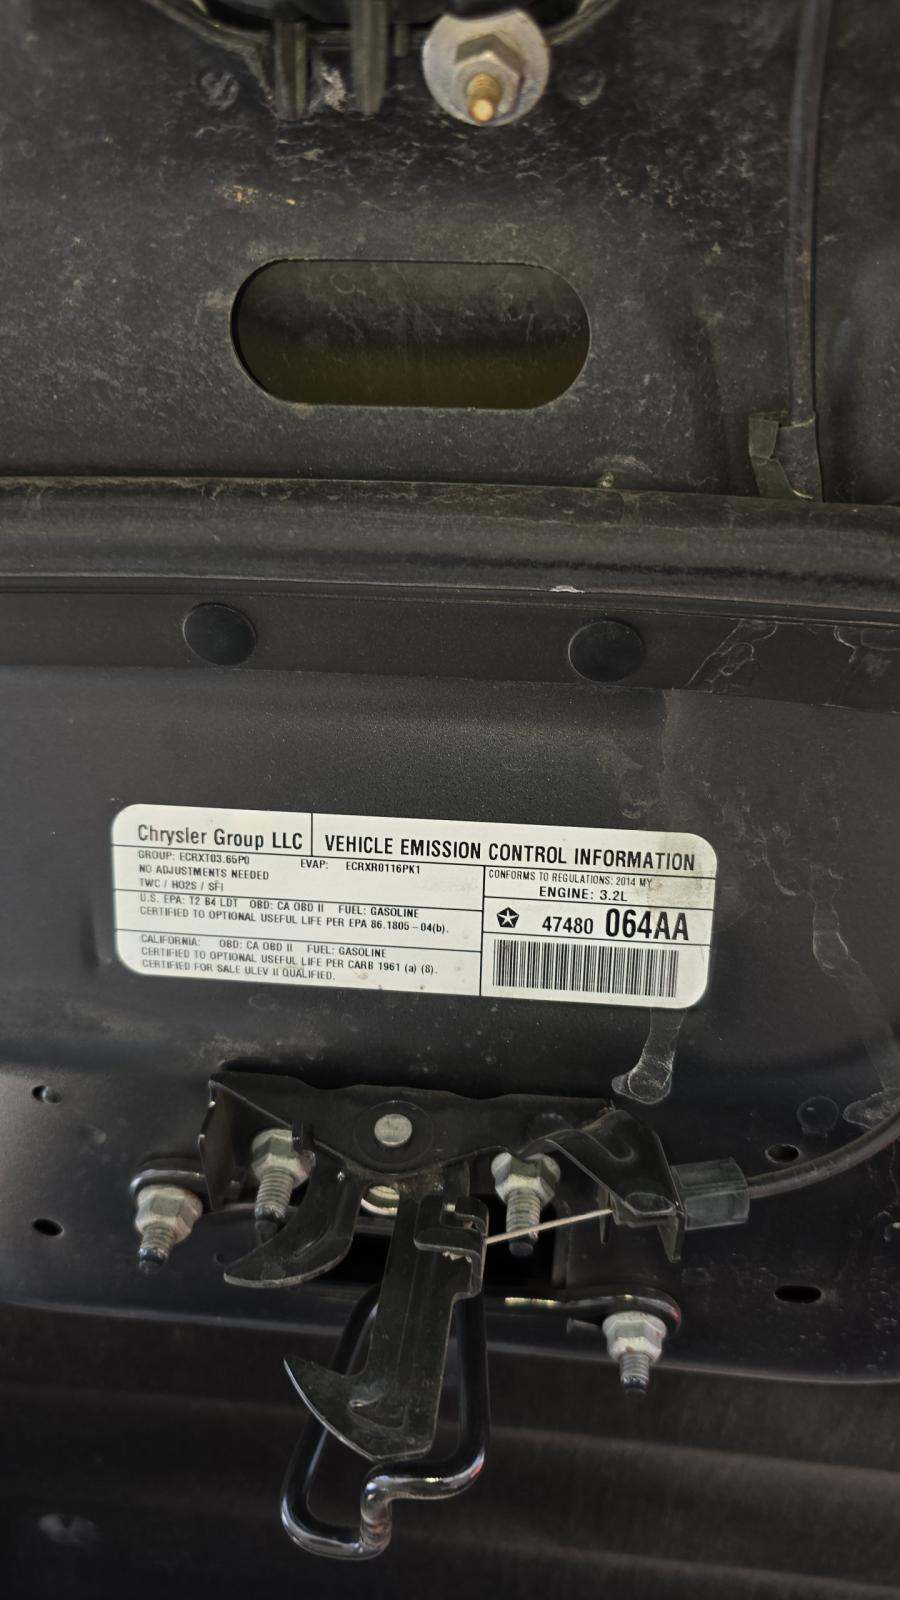 Chrysler Group LLC
VEHICLE EMISSION CONTROL INFORMATION
GROUP: ECRXT03.65P0 EVAP: ECRXR0116PK1
NO ADJUSTMENTS NEEDED
TWC / HO2S / SFI
U.S. EPA: T2 B4 LDT OBD: CA OBD II FUEL: GASOLINE
CERTIFIED TO OPTIONAL USEFUL LIFE PER EPA 86.1805-04(b).
CALIFORNIA: OBD: CA OBD II FUEL: GASOLINE
CERTIFIED TO OPTIONAL USEFUL LIFE PER CARB 1961 (a) (8).
CERTIFIED FOR SALE ULEV II QUALIFIED.
CONFORMS TO REGULATIONS: 2014 MY
ENGINE: 3.2L
47480 064AA